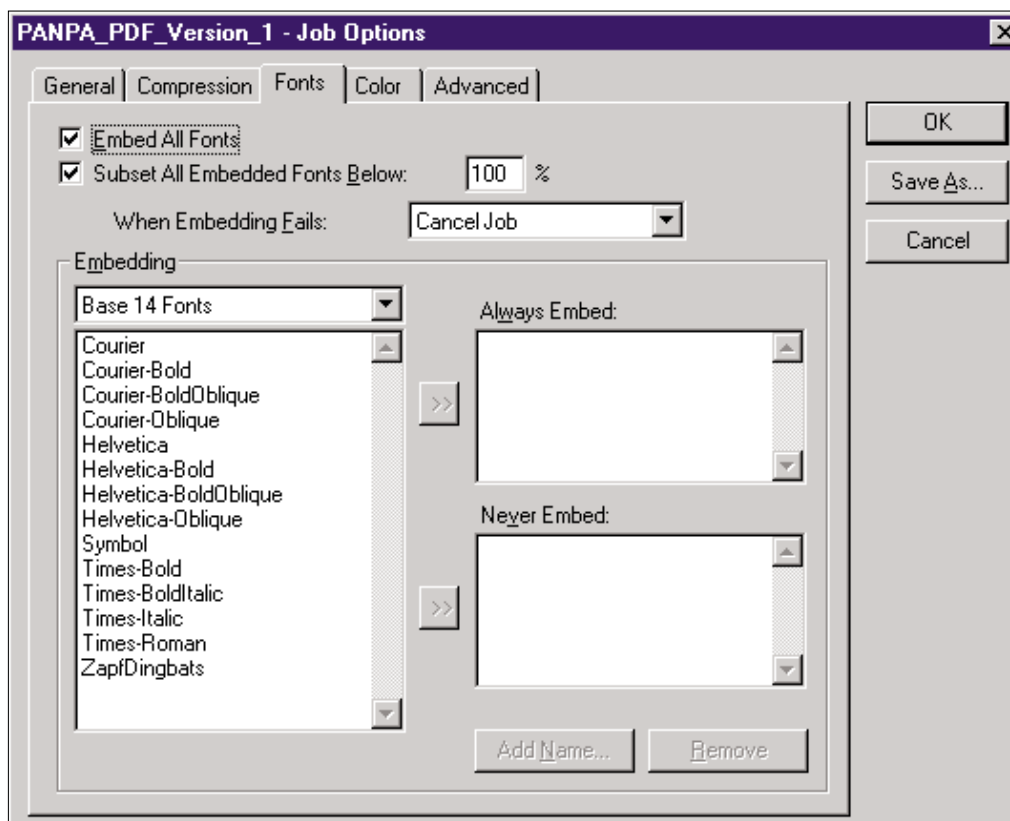 PANPA_PDF_Version_1 - Job Options
General Compression Fonts Color Advanced
Embed All Fonts
Subset All Embedded Fonts Below: 100 %
When Embedding Fails: Cancel Job
OK
Save As...
Cancel
Embedding
Base 14 Fonts
Courier
Courier-Bold
Courier-BoldOblique
Courier-Oblique
Helvetica
Helvetica-Bold
Helvetica-BoldOblique
Helvetica-Oblique
Symbol
Times-Bold
Times-BoldItalic
Times-Italic
Times-Roman
ZapfDingbats
>>
>>
Always Embed:
Never Embed:
Add Name...
Remove